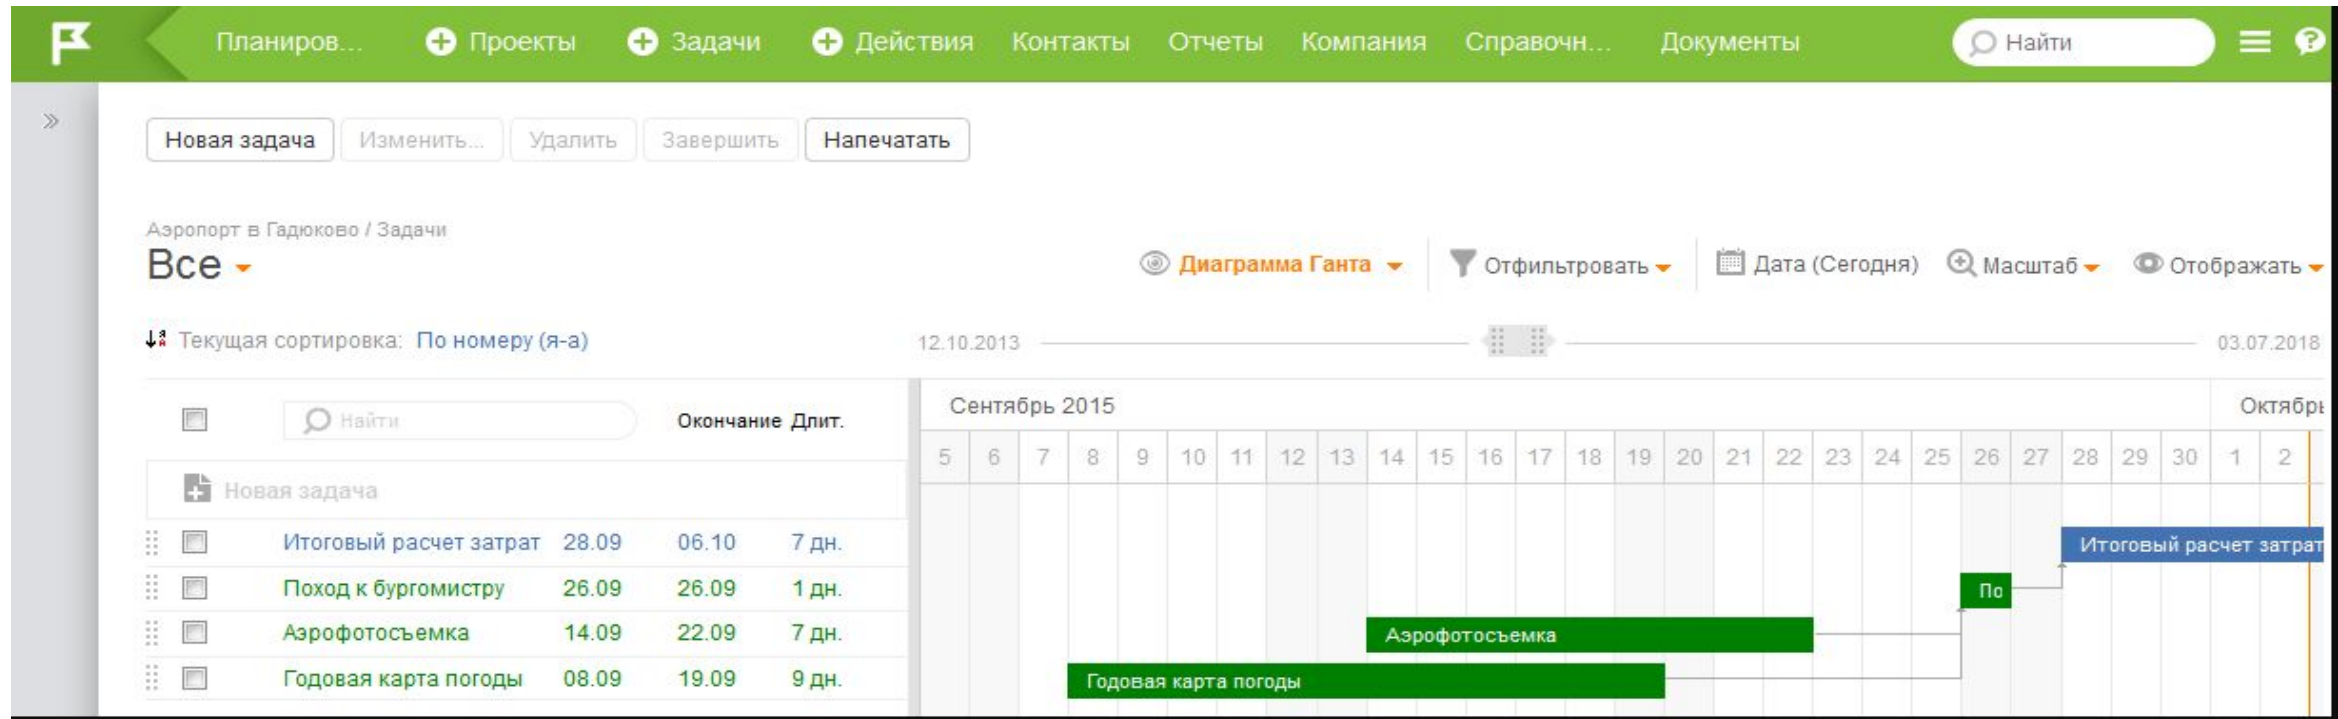 Планиров... Проекты Задачи Действия Контакты Отчеты Компания Справочн... Документы Найти
Новая задача Изменить... Удалить Завершить Напечатать
Аэропорт в Гадюково / Задачи
Все Диаграмма Ганта Отфильтровать Дата (Сегодня) Масштаб Отображать
Текущая сортировка: По номеру (я-а) 12.10.2013 03.07.2018
Сентябрь 2015 Октябрь
Найти Окончание Длит.
5 6 7 8 9 10 11 12 13 14 15 16 17 18 19 20 21 22 23 24 25 26 27 28 29 30 1 2
Новая задача
Итоговый расчет затрат 28.09 06.10 7 дн. Итоговый расчет затрат
Поход к бургомистру 26.09 26.09 1 дн. По
Аэрофотосъемка 14.09 22.09 7 дн. Аэрофотосъемка
Годовая карта погоды 08.09 19.09 9 дн. Годовая карта погоды